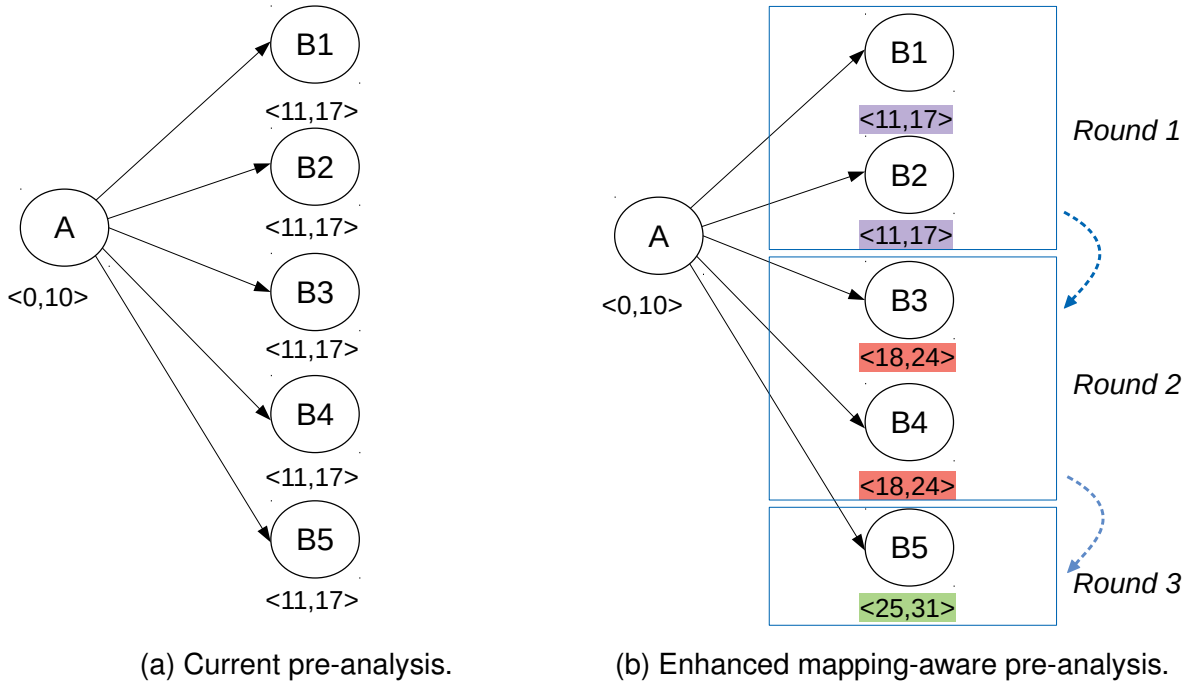 B1
<11,17>
B2
<11,17>
A
<0,10>
B3
<11,17>
B4
<11,17>
B5
<11,17>
(a) Current pre-analysis.
B1
<11,17>
Round 1
B2
<11,17>
A
<0,10>
B3
<18,24>
Round 2
B4
<18,24>
B5
<25,31>
Round 3
(b) Enhanced mapping-aware pre-analysis.